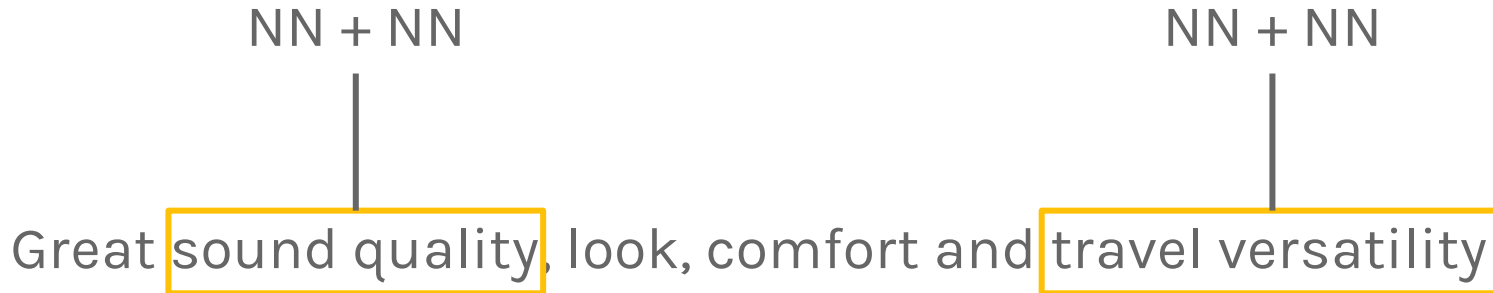 NN + NN NN + NN
Great sound quality, look, comfort and travel versatility